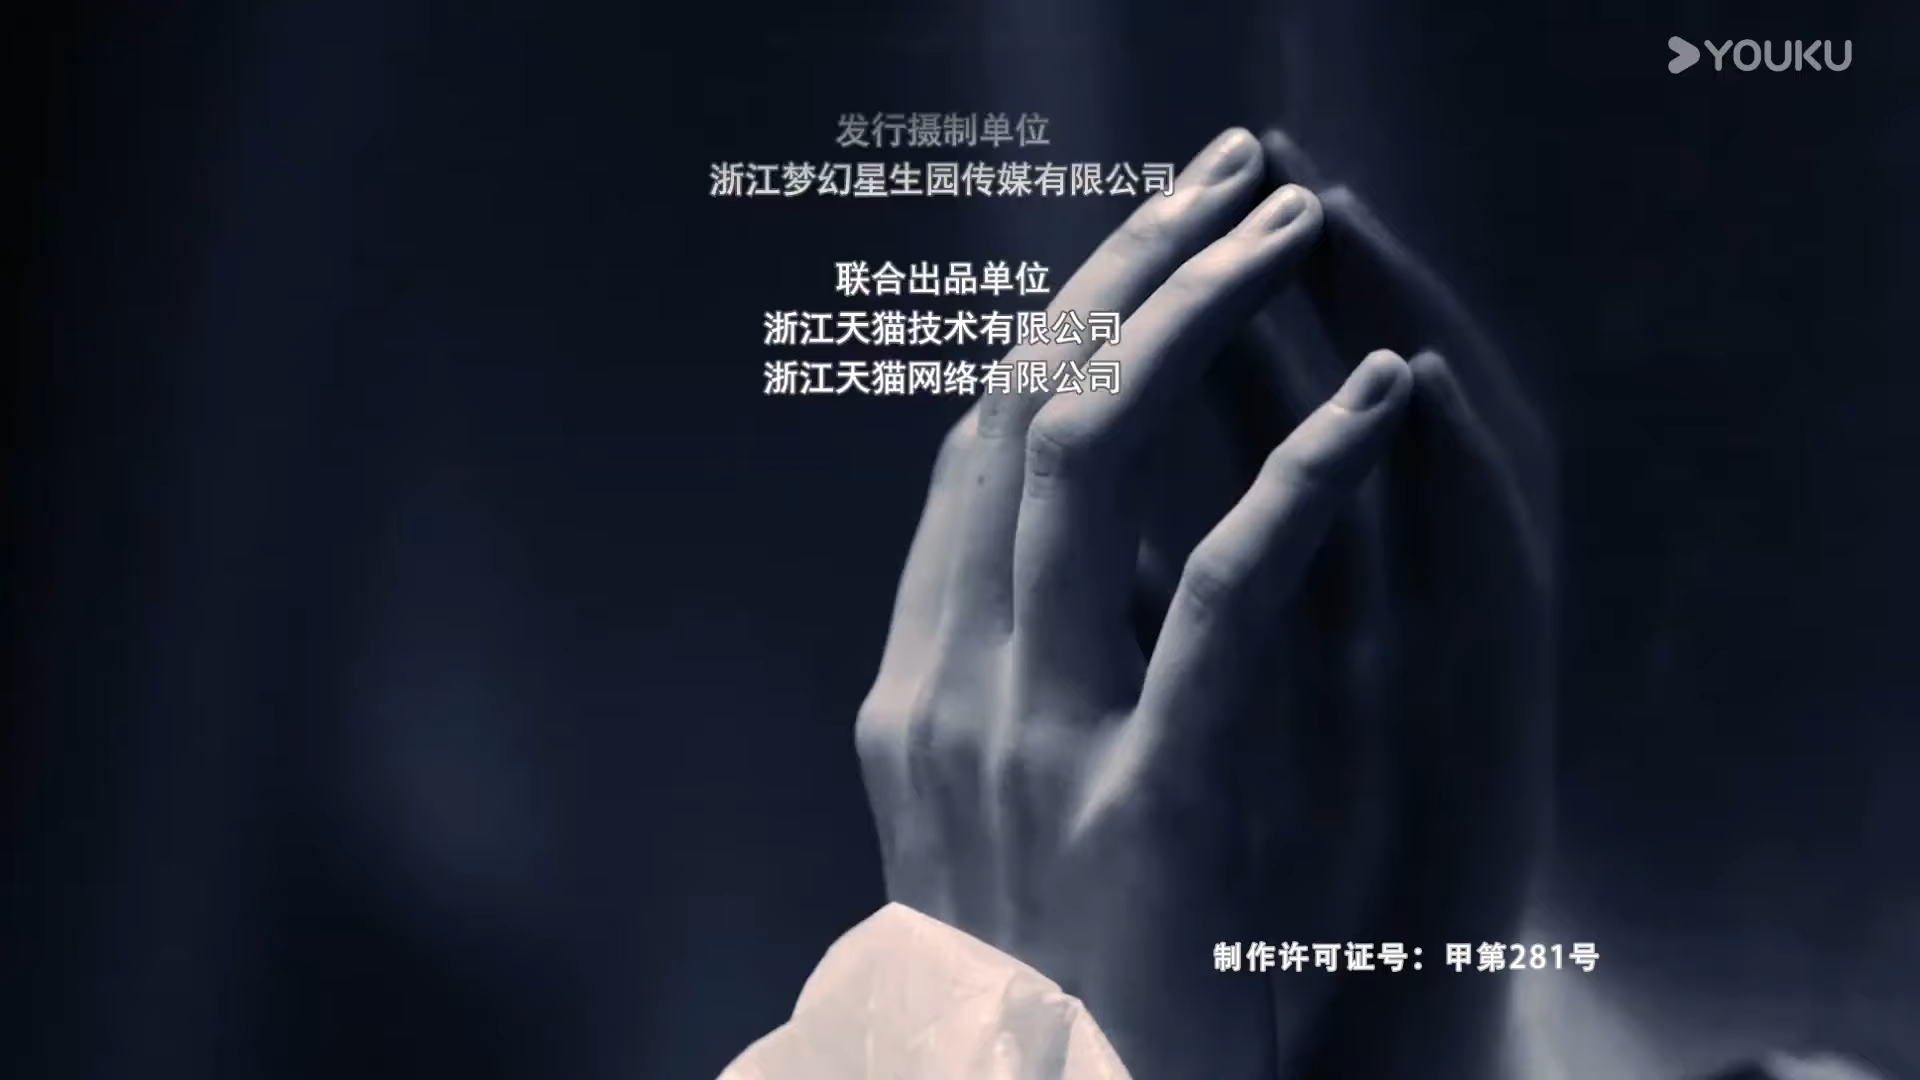 YOUKU
发行摄制单位
浙江梦幻星生园传媒有限公司
联合出品单位
浙江天猫技术有限公司
浙江天猫网络有限公司
制作许可证号：甲第281号